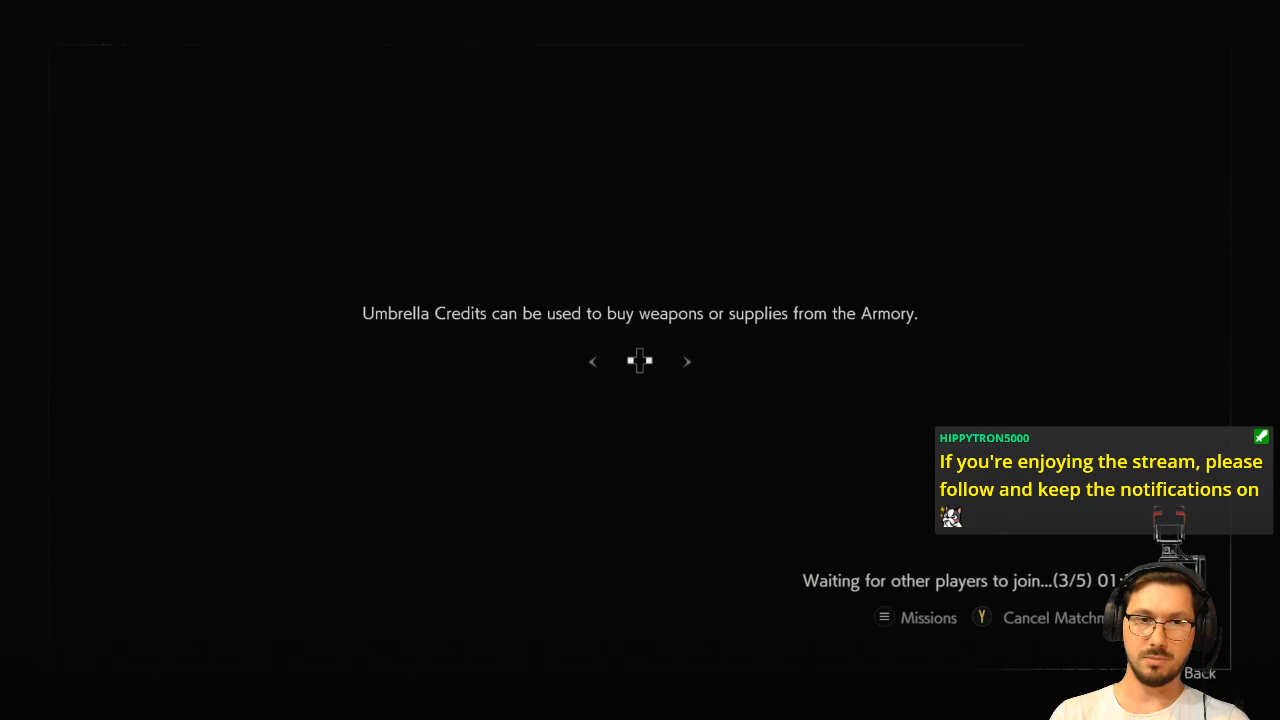 Umbrella Credits can be used to buy weapons or supplies from the Armory.
HIPPYTRON5000
If you're enjoying the stream, please
follow and keep the notifications on
Waiting for other players to join...(3/5)
Missions Y Cancel
Back